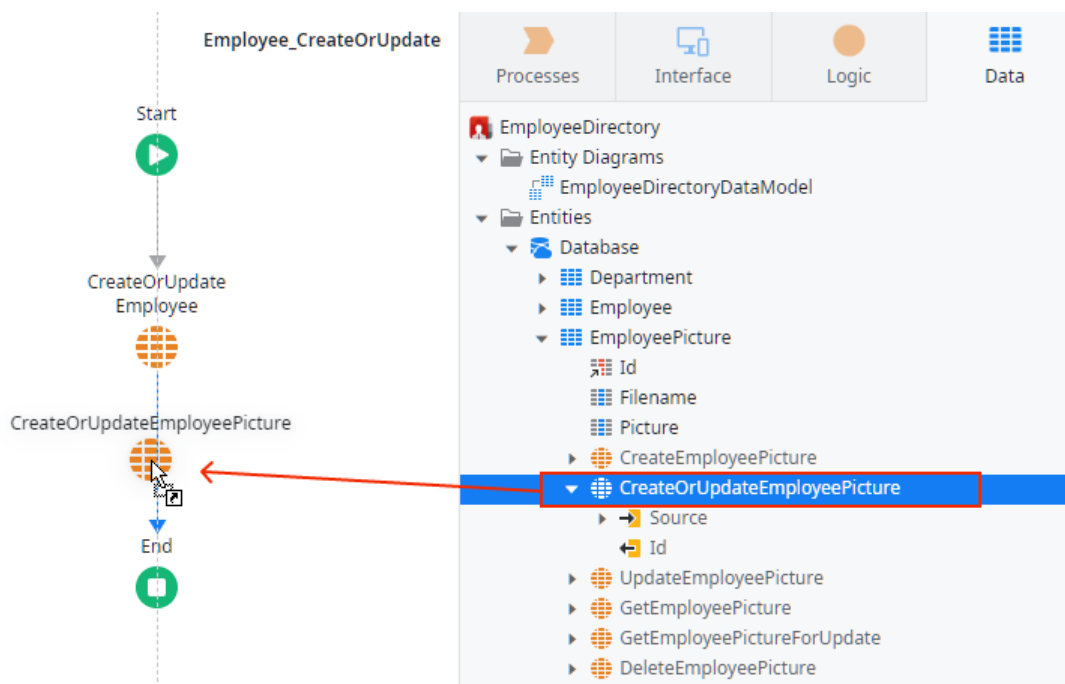 Employee_CreateOrUpdate
Start
CreateOrUpdate
Employee
CreateOrUpdateEmployeePicture
End
Processes
Interface
Logic
Data
EmployeeDirectory
Entity Diagrams
EmployeeDirectoryDataModel
Entities
Database
Department
Employee
EmployeePicture
Id
Filename
Picture
CreateEmployeePicture
CreateOrUpdateEmployeePicture
Source
Id
UpdateEmployeePicture
GetEmployeePicture
GetEmployeePictureForUpdate
DeleteEmployeePicture